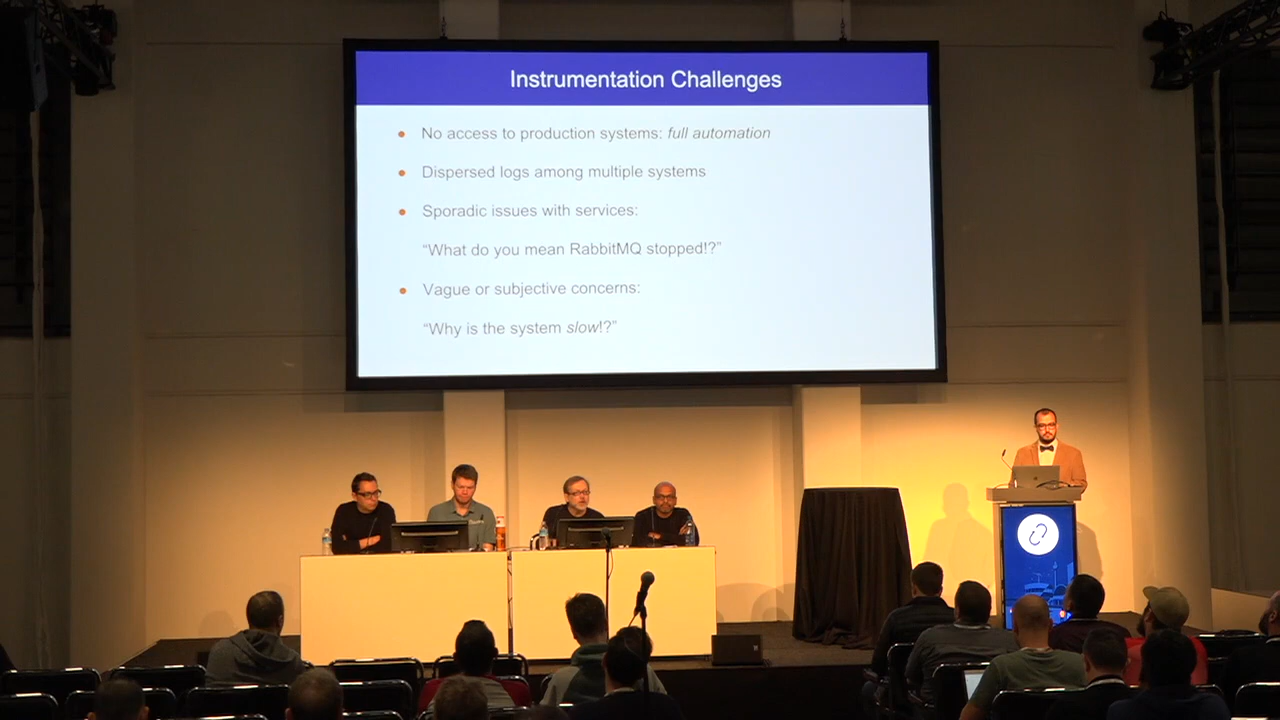 Instrumentation Challenges
No access to production systems: full automation
Dispersed logs among multiple systems
Sporadic issues with services:
“What do you mean RabbitMQ stopped!?”
Vague or subjective concerns:
“Why is the system slow!?”